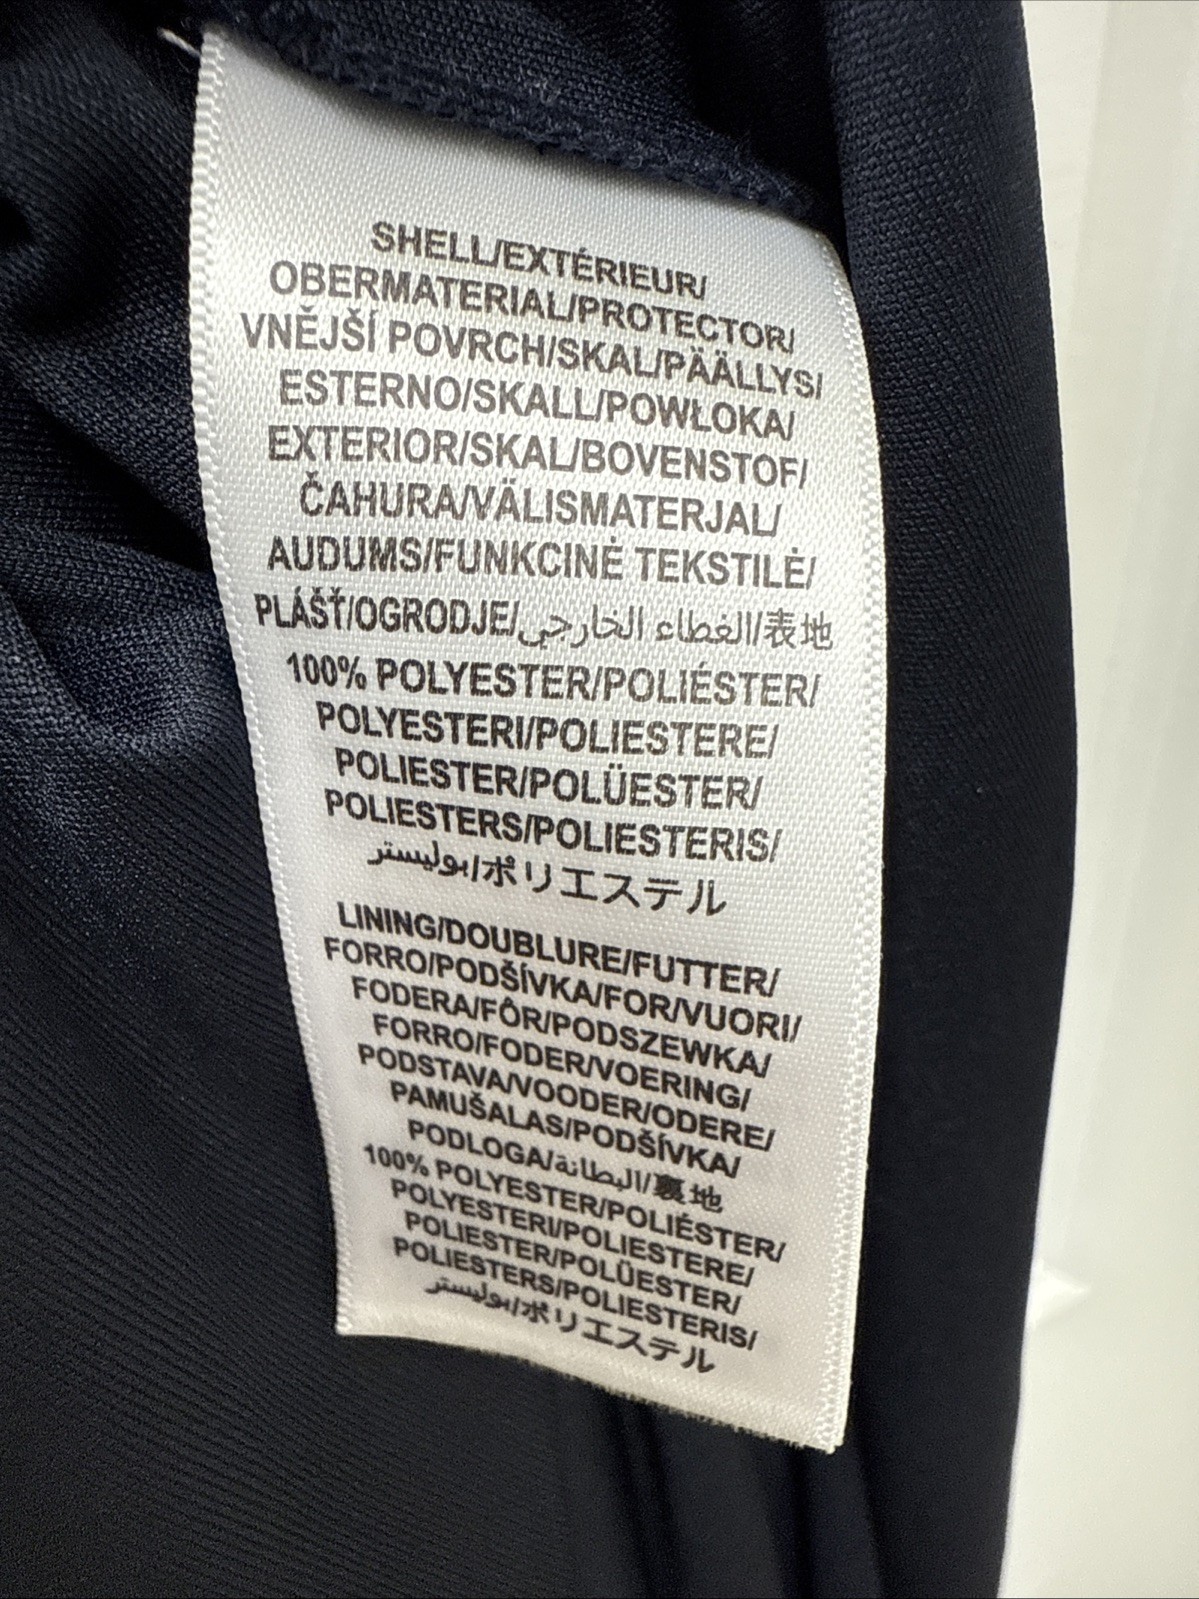 SHELL/EXTÉRIEUR/
OBERMATERIAL/PROTECTOR/
VNĚJŠÍ POVRCH/SKAL/PÄÄLLYS/
ESTERNO/SKALL/POWŁOKA/
EXTERIOR/SKAL/BOVENSTOF/
ČAHURA/VÄLISMATERJAL/
AUDUMS/FUNKCINĖ TEKSTILĖ/
PLÁŠŤ/OGRODJE/الغطاء الخارجي/表地
100% POLYESTER/POLIÉSTER/
POLYESTERI/POLIESTERE/
POLIESTER/POLÜESTER/
POLIESTERS/POLIESTERIS/
بوليستر/ポリエステル
LINING/DOUBLURE/FUTTER/
FORRO/PODŠÍVKA/FOR/VUORI/
FODERA/FÔR/PODSZEWKA/
FORRO/FODER/VOERING/
PODSTAVA/VOODER/ODERE/
PAMUŠALAS/PODŠÍVKA/
PODLOGA/البطانة/裏地
100% POLYESTER/POLIÉSTER/
POLYESTERI/POLIESTERE/
POLIESTER/POLÜESTER/
POLIESTERS/POLIESTERIS/
بوليستر/ポリエステル